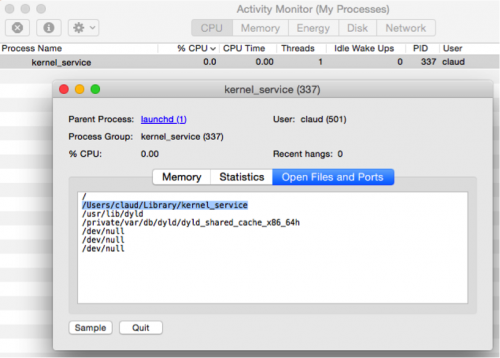 Activity Monitor (My Processes)
CPU Memory Energy Disk Network
Process Name % CPU CPU Time Threads Idle Wake Ups PID User
kernel_service 0.0 0.00 1 0 337 claud
kernel_service (337)
Parent Process: launchd (1) User: claud (501)
Process Group: kernel_service (337)
% CPU: 0.00 Recent hangs: 0
Memory Statistics Open Files and Ports
/
/Users/claud/Library/kernel_service
/usr/lib/dyld
/private/var/db/dyld/dyld_shared_cache_x86_64h
/dev/null
/dev/null
/dev/null
Sample Quit